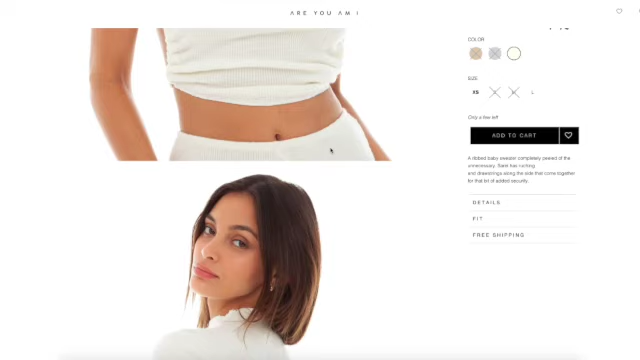 ARE YOU AM I
COLOR
SIZE
XS
L
Only a few left
ADD TO CART
A ribbed baby sweater completely peeled of the
unnecessary. Barin has ruching
and drawstrings along the side that come together
for that bit of added security.
DETAILS
FIT
FREE SHIPPING